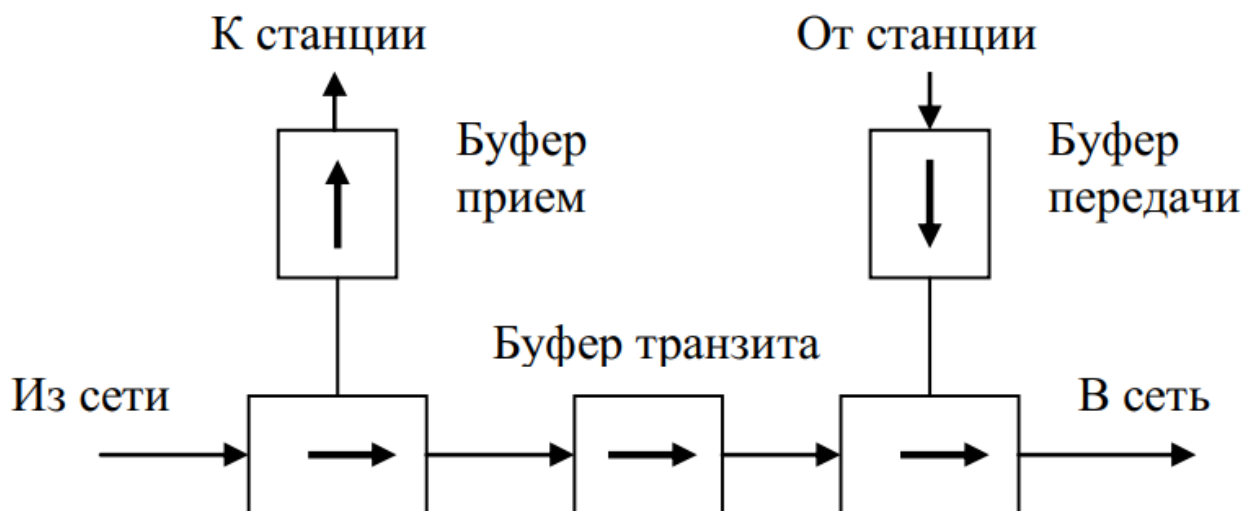 К станции
От станции
Буфер
прием
Буфер
передачи
Буфер транзита
Из сети
В сеть